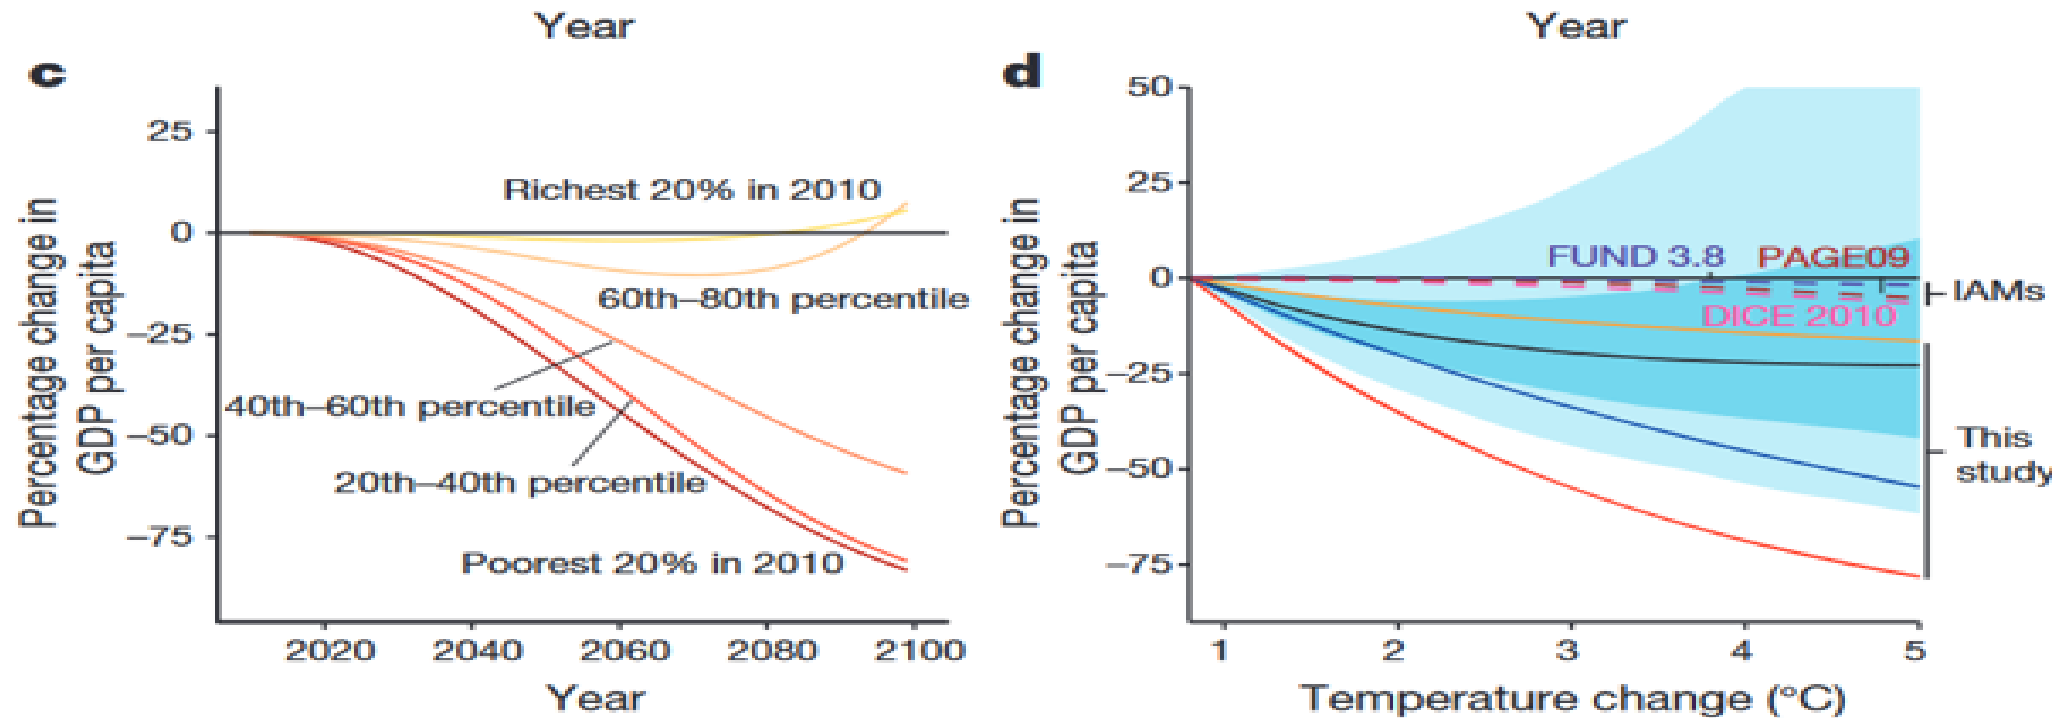 Year
Year
c
25
0
−25
−50
−75
Percentage change in
GDP per capita
Richest 20% in 2010
60th–80th percentile
40th–60th percentile
20th–40th percentile
Poorest 20% in 2010
2020 2040 2060 2080 2100
Year
d
50
25
0
−25
−50
−75
Percentage change in
GDP per capita
FUND 3.8 PAGE09
DICE 2010
IAMs
This
study
1 2 3 4 5
Temperature change (°C)